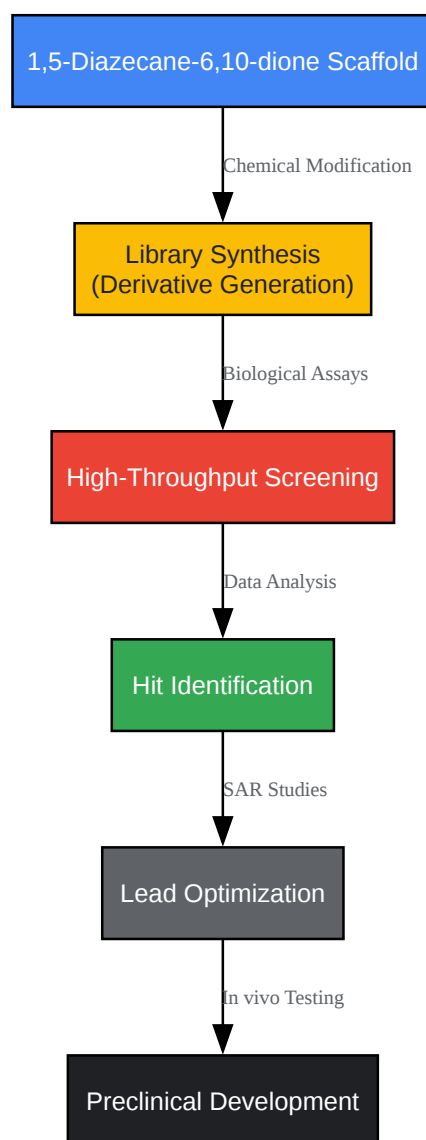 1,5-Diazecane-6,10-dione Scaffold
Chemical Modification
Library Synthesis
(Derivative Generation)
Biological Assays
High-Throughput Screening
Data Analysis
Hit Identification
SAR Studies
Lead Optimization
In vivo Testing
Preclinical Development